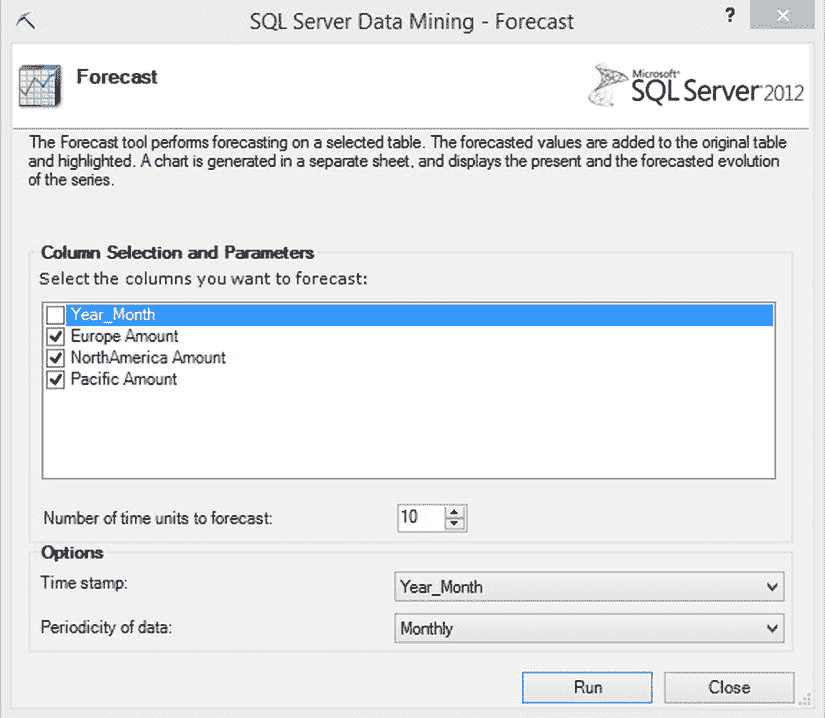 SQL Server Data Mining - Forecast
?
Forecast
Microsoft®
SQL Server 2012
The Forecast tool performs forecasting on a selected table. The forecasted values are added to the original table
and highlighted. A chart is generated in a separate sheet, and displays the present and the forecasted evolution
of the series.
Column Selection and Parameters
Select the columns you want to forecast:
Year_Month
Europe Amount
NorthAmerica Amount
Pacific Amount
Number of time units to forecast: 10
Options
Time stamp: Year_Month
Periodicity of data: Monthly
Run Close